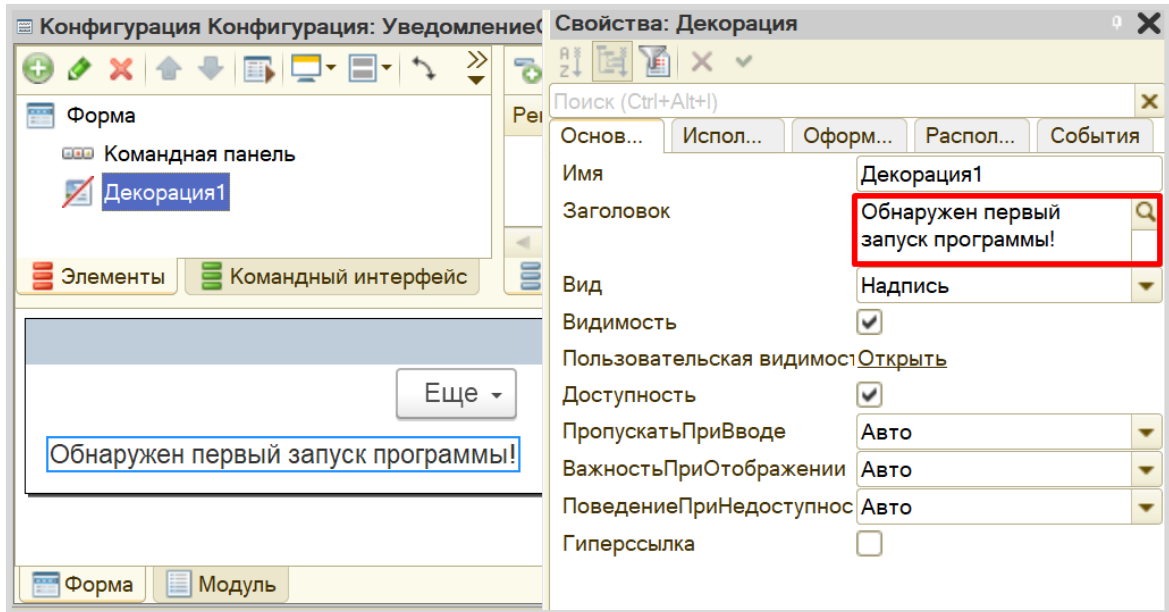 Конфигурация Конфигурация: Уведомление
Форма
Командная панель
Декорация1
Элементы
Командный интерфейс
Еще
Обнаружен первый запуск программы!
Форма
Модуль
Свойства: Декорация
Поиск (Ctrl+Alt+I)
Основ... Испол... Оформ... Распол... События
Имя Декорация1
Заголовок Обнаружен первый
запуск программы!
Вид Надпись
Видимость
Пользовательская видимост Открыть
Доступность
ПропускатьПриВводе Авто
ВажностьПриОтображении Авто
ПоведениеПриНедоступнос Авто
Гиперссылка